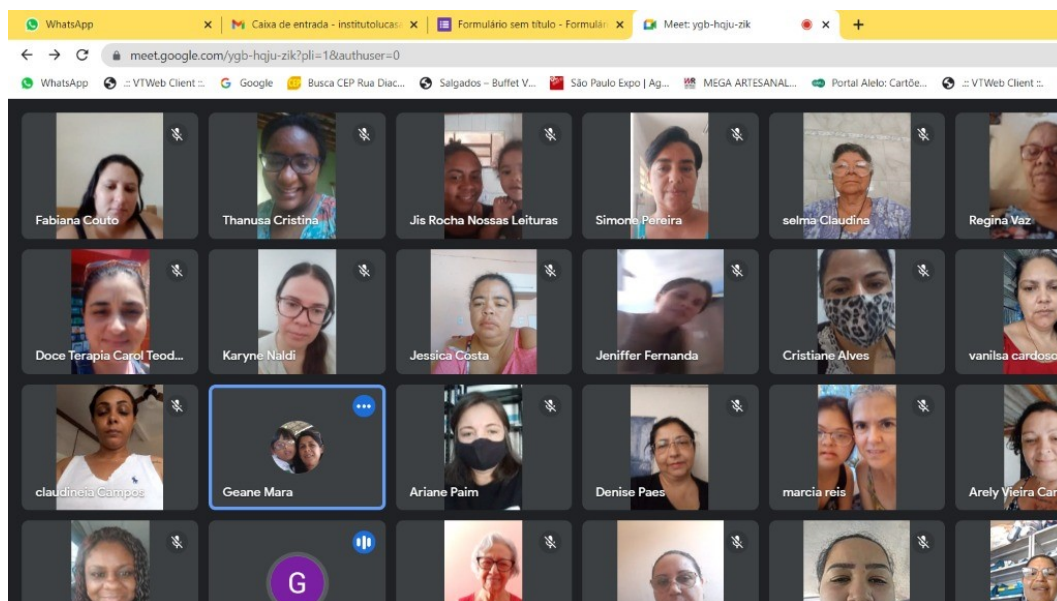 WhatsApp
Caixa de entrada - institutolucas
Formulário sem título - Formulár
Meet: ygb-hqju-zik
meet.google.com/ygb-hqju-zik?pli=1&authuser=0
WhatsApp
.:: VTWeb Client ::.
Google
Busca CEP Rua Diac...
Salgados – Buffet V...
São Paulo Expo | Ag...
MEGA ARTESANAL...
Portal Alelo: Cartõe...
.:: VTWeb Client ::.
Fabiana Couto
Thanusa Cristina
Jis Rocha Nossas Leituras
Simone Pereira
selma Claudina
Regina Vaz
Doce Terapia Carol Teod...
Karyne Naldi
Jessica Costa
Jeniffer Fernanda
Cristiane Alves
vanilsa cardoso
claudineia Campos
Geane Mara
Ariane Paim
Denise Paes
marcia reis
Arely Vieira Car
G